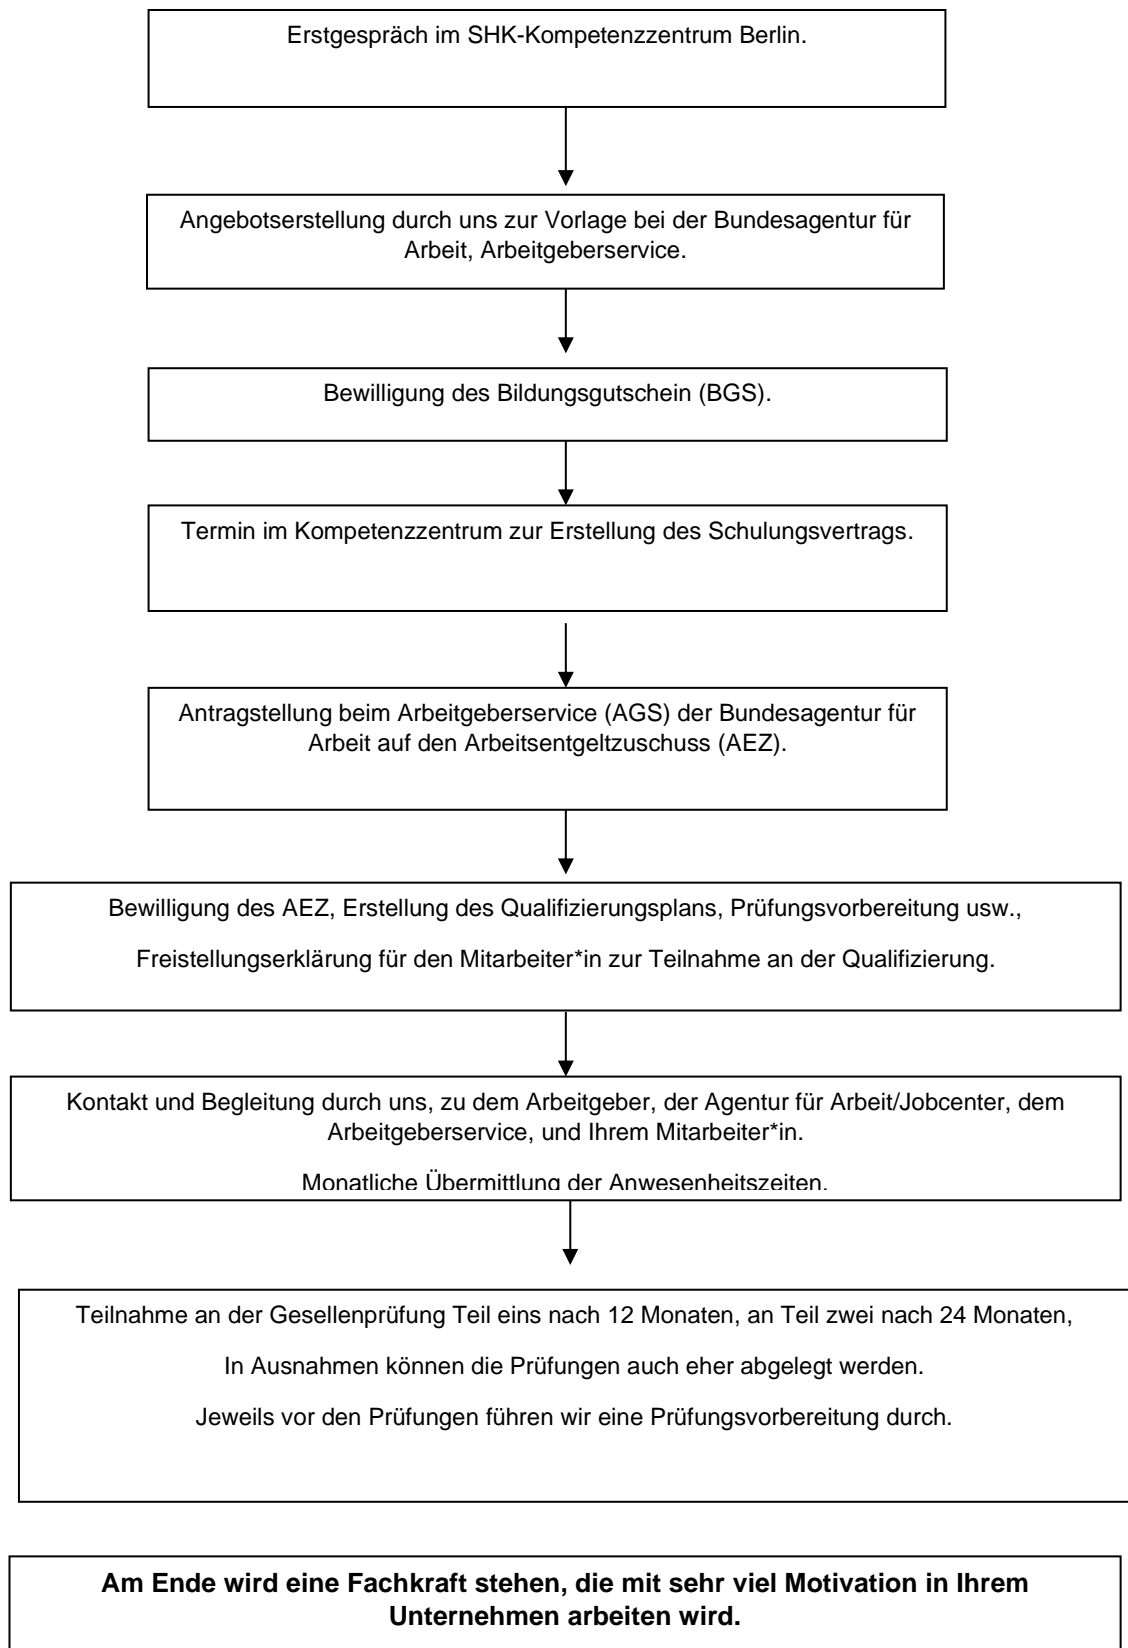 Erstgespräch im SHK-Kompetenzzentrum Berlin.
Angebotserstellung durch uns zur Vorlage bei der Bundesagentur für
Arbeit, Arbeitgeberservice.
Bewilligung des Bildungsgutschein (BGS).
Termin im Kompetenzzentrum zur Erstellung des Schulungsvertrags.
Antragstellung beim Arbeitgeberservice (AGS) der Bundesagentur für
Arbeit auf den Arbeitsentgeltzuschuss (AEZ).
Bewilligung des AEZ, Erstellung des Qualifizierungsplans, Prüfungsvorbereitung usw.,
Freistellungserklärung für den Mitarbeiter*in zur Teilnahme an der Qualifizierung.
Kontakt und Begleitung durch uns, zu dem Arbeitgeber, der Agentur für Arbeit/Jobcenter, dem
Arbeitgeberservice, und Ihrem Mitarbeiter*in.
Monatliche Übermittlung der Anwesenheitszeiten.
Teilnahme an der Gesellenprüfung Teil eins nach 12 Monaten, an Teil zwei nach 24 Monaten,
In Ausnahmen können die Prüfungen auch eher abgelegt werden.
Jeweils vor den Prüfungen führen wir eine Prüfungsvorbereitung durch.
Am Ende wird eine Fachkraft stehen, die mit sehr viel Motivation in Ihrem
Unternehmen arbeiten wird.